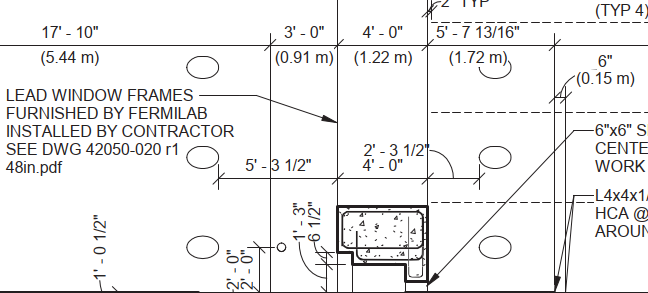 2" TYP
(TYP 4)
17' - 10"
3' - 0"
4' - 0"
5' - 7 13/16"
(5.44 m)
(0.91 m)
(1.22 m)
(1.72 m)
6"
(0.15 m)
LEAD WINDOW FRAMES
FURNISHED BY FERMILAB
INSTALLED BY CONTRACTOR
SEE DWG 42050-020 r1
48in.pdf
6"x6" S
CENTE
WORK
2' - 3 1/2"
5' - 3 1/2"
4' - 0"
L4x4x1/
HCA @
AROUN
1' - 3"
6 1/2"
1' - 0 1/2"
2' - 0"
2' - 0"